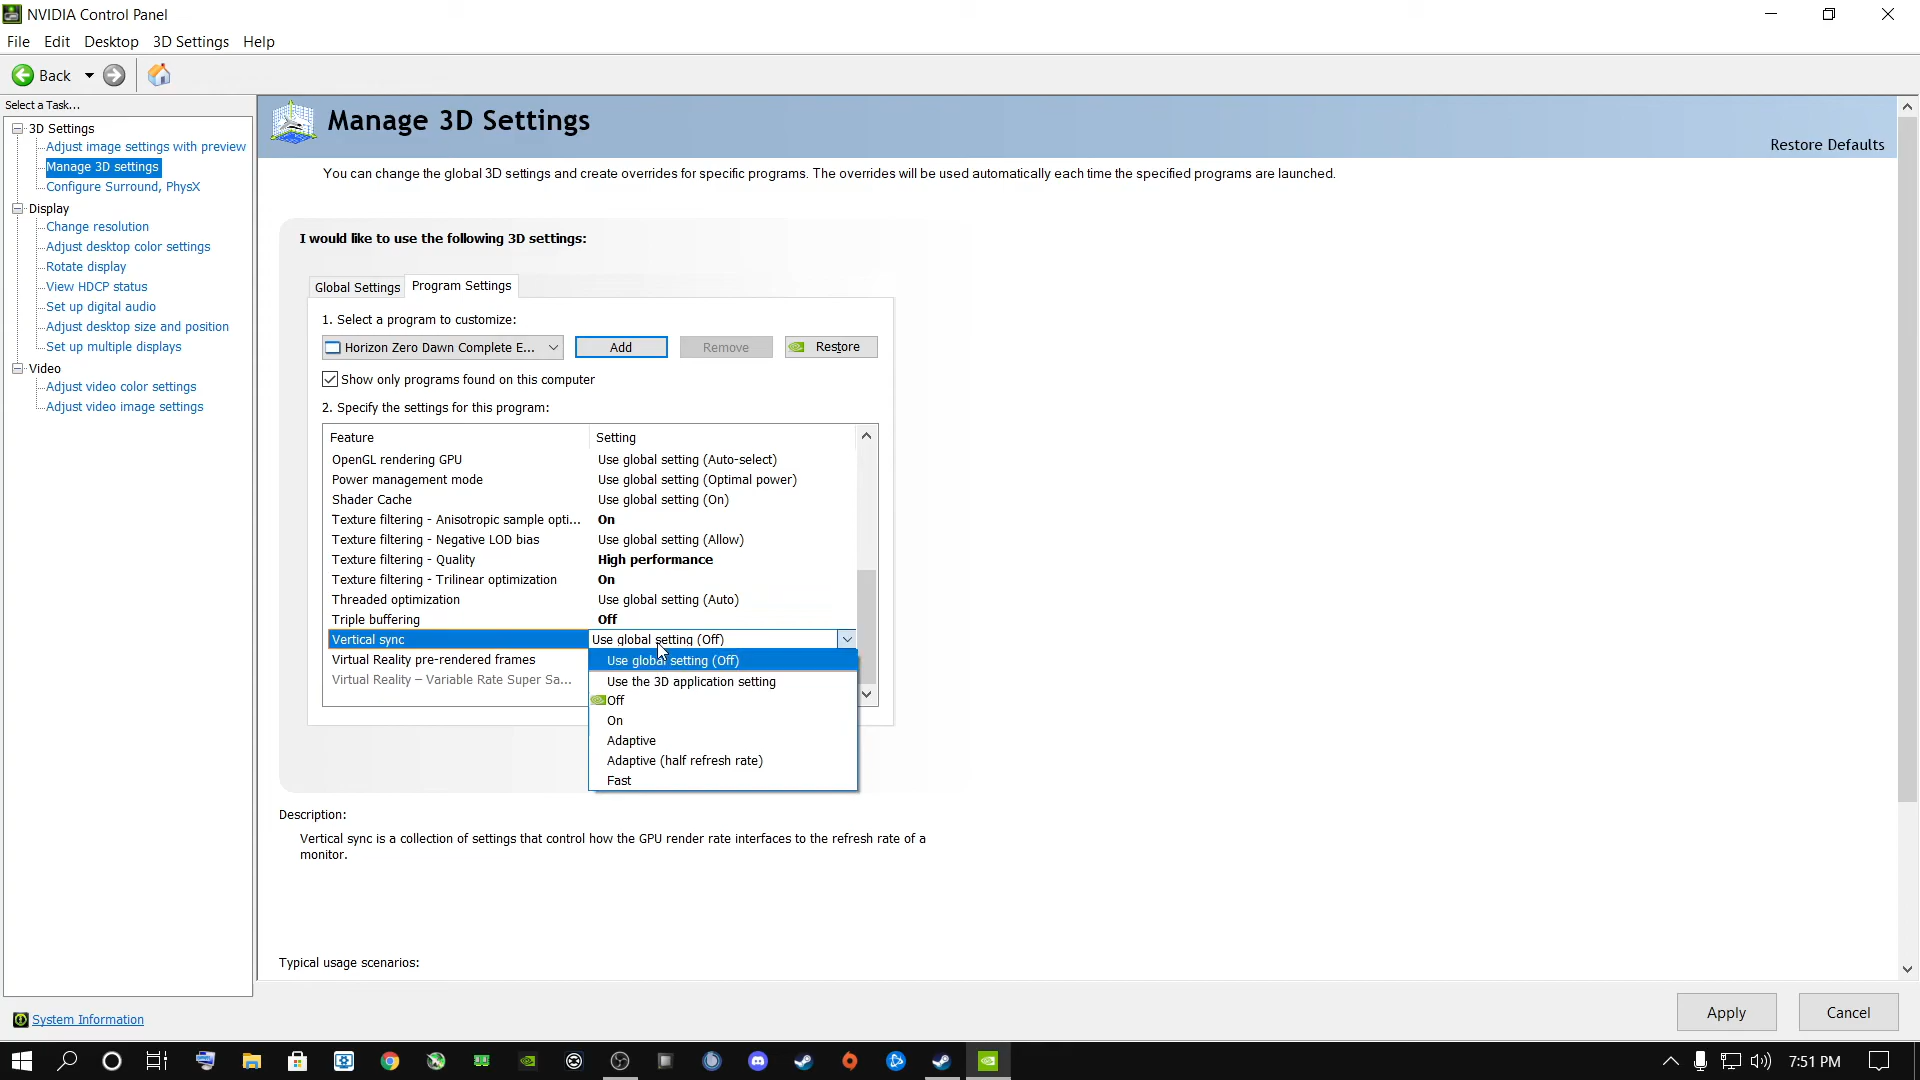 NVIDIA Control Panel
File Edit Desktop 3D Settings Help
Back
Select a Task...
3D Settings
Adjust image settings with preview
Manage 3D settings
Configure Surround, PhysX
Display
Change resolution
Adjust desktop color settings
Rotate display
View HDCP status
Set up digital audio
Adjust desktop size and position
Set up multiple displays
Video
Adjust video color settings
Adjust video image settings
System Information
Manage 3D Settings
Restore Defaults
You can change the global 3D settings and create overrides for specific programs. The overrides will be used automatically each time the specified programs are launched.
I would like to use the following 3D settings:
Global Settings Program Settings
1. Select a program to customize:
Horizon Zero Dawn Complete E... Add Remove Restore
Show only programs found on this computer
2. Specify the settings for this program:
Feature Setting
OpenGL rendering GPU Use global setting (Auto-select)
Power management mode Use global setting (Optimal power)
Shader Cache Use global setting (On)
Texture filtering - Anisotropic sample opti... On
Texture filtering - Negative LOD bias Use global setting (Allow)
Texture filtering - Quality High performance
Texture filtering - Trilinear optimization On
Threaded optimization Use global setting (Auto)
Triple buffering Off
Vertical sync Use global setting (Off)
Virtual Reality pre-rendered frames Use global setting (Off)
Virtual Reality – Variable Rate Super Sa... Use the 3D application setting
Off
On
Adaptive
Adaptive (half refresh rate)
Fast
Description:
Vertical sync is a collection of settings that control how the GPU render rate interfaces to the refresh rate of a
monitor.
Typical usage scenarios:
Apply Cancel
7:51 PM